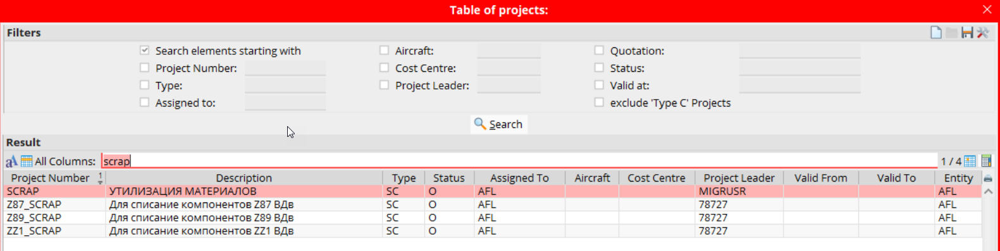 Table of projects:
Filters
Search elements starting with Aircraft: Quotation:
Project Number: Cost Centre: Status:
Type: Project Leader: Valid at:
Assigned to: exclude 'Type C' Projects
Search
Result
aA All Columns: scrap 1 / 4
Project Number 1 Description Type Status Assigned To Aircraft Cost Centre Project Leader Valid From Valid To Entity
SCRAP УТИЛИЗАЦИЯ МАТЕРИАЛОВ SC O AFL MIGRUSR AFL
Z87_SCRAP Для списание компонентов Z87 ВДв SC O AFL 78727 AFL
Z89_SCRAP Для списание компонентов Z89 ВДв SC O AFL 78727 AFL
ZZ1_SCRAP Для списание компонентов ZZ1 ВДв SC O AFL 78727 AFL